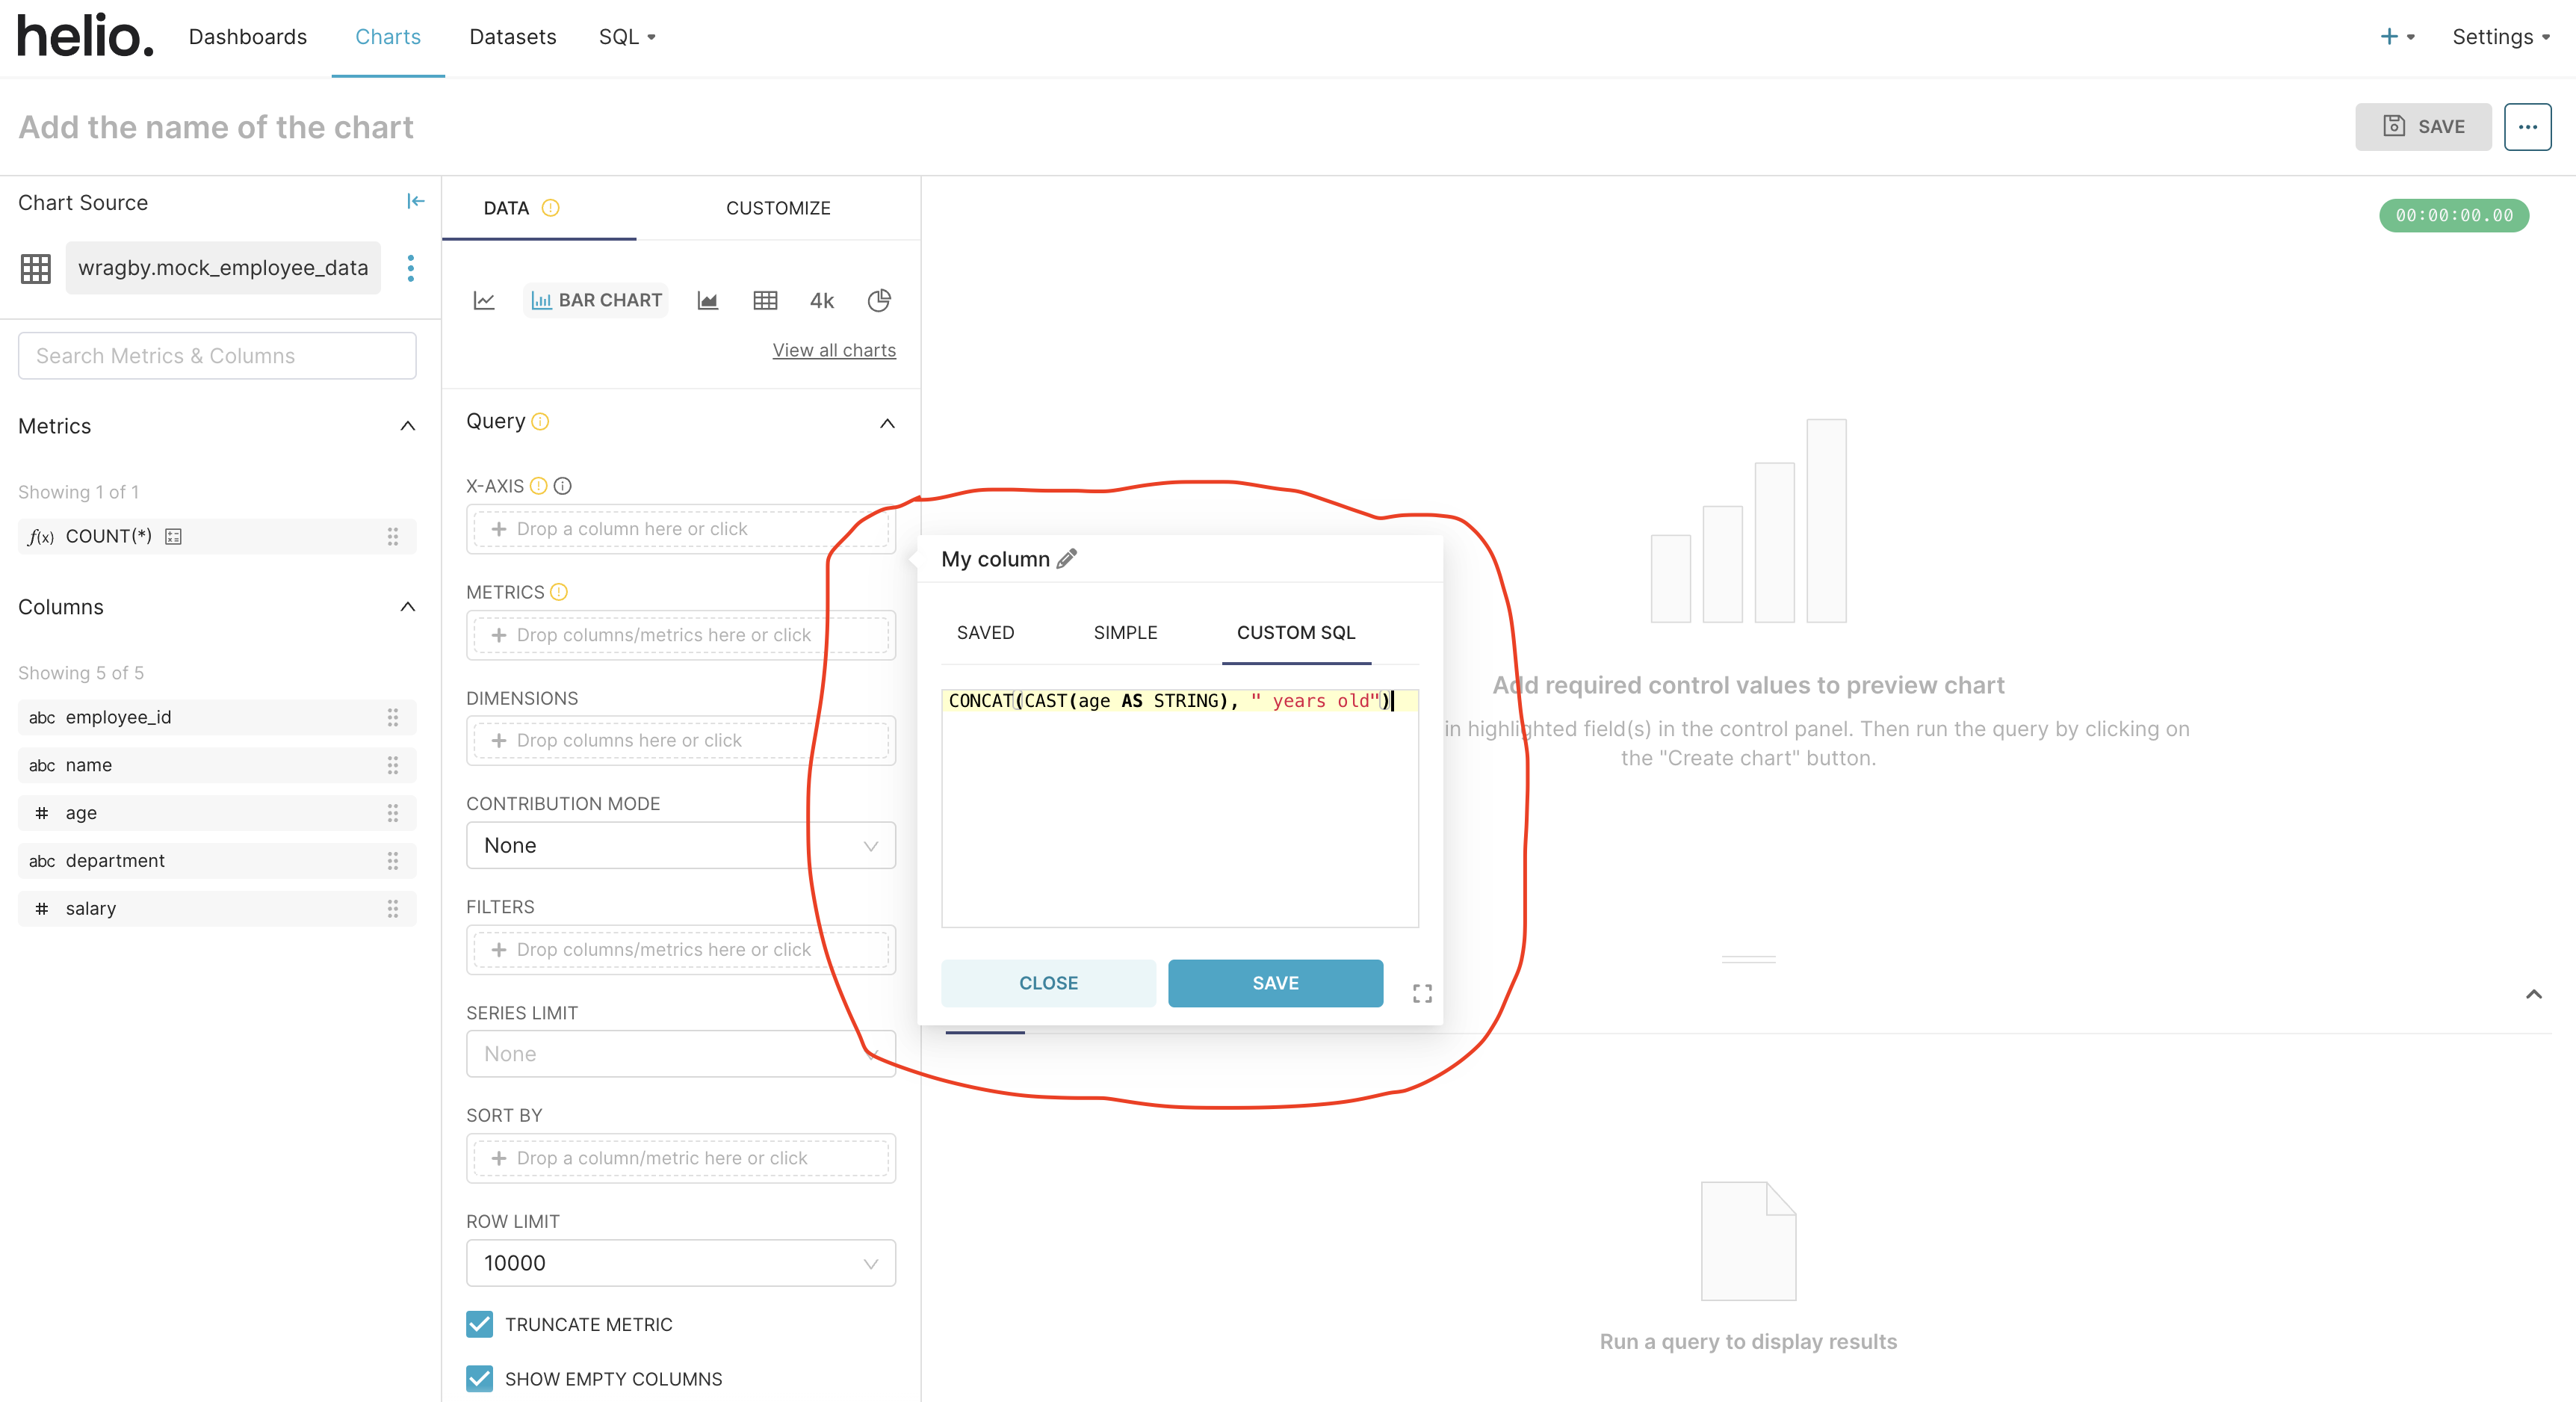 helio.
Dashboards
Charts
Datasets
SQL
Settings
Add the name of the chart
SAVE
Chart Source
wragby.mock_employee_data
Search Metrics & Columns
Metrics
Showing 1 of 1
f(x) COUNT(*)
Columns
Showing 5 of 5
abc employee_id
abc name
# age
abc department
# salary
DATA
CUSTOMIZE
BAR CHART
4k
View all charts
Query
X-AXIS
+ Drop a column here or click
METRICS
+ Drop columns/metrics here or click
DIMENSIONS
+ Drop columns here or click
CONTRIBUTION MODE
None
FILTERS
+ Drop columns/metrics here or click
SERIES LIMIT
None
SORT BY
+ Drop a column/metric here or click
ROW LIMIT
10000
TRUNCATE METRIC
SHOW EMPTY COLUMNS
My column
SAVED
SIMPLE
CUSTOM SQL
CONCAT(CAST(age AS STRING), " years old")
CLOSE
SAVE
00:00:00.00
Add required control values to preview chart
in highlighted field(s) in the control panel. Then run the query by clicking on
the "Create chart" button.
Run a query to display results